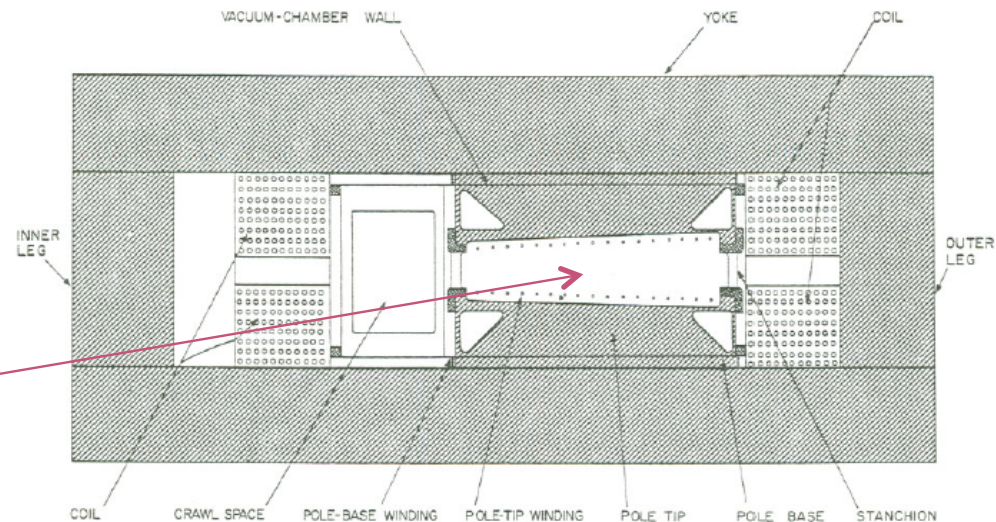 VACUUM-CHAMBER WALL
YOKE
COIL
INNER
LEG
OUTER
LEG
COIL
CRAWL SPACE
POLE-BASE WINDING
POLE-TIP WINDING
POLE TIP
POLE BASE
STANCHION